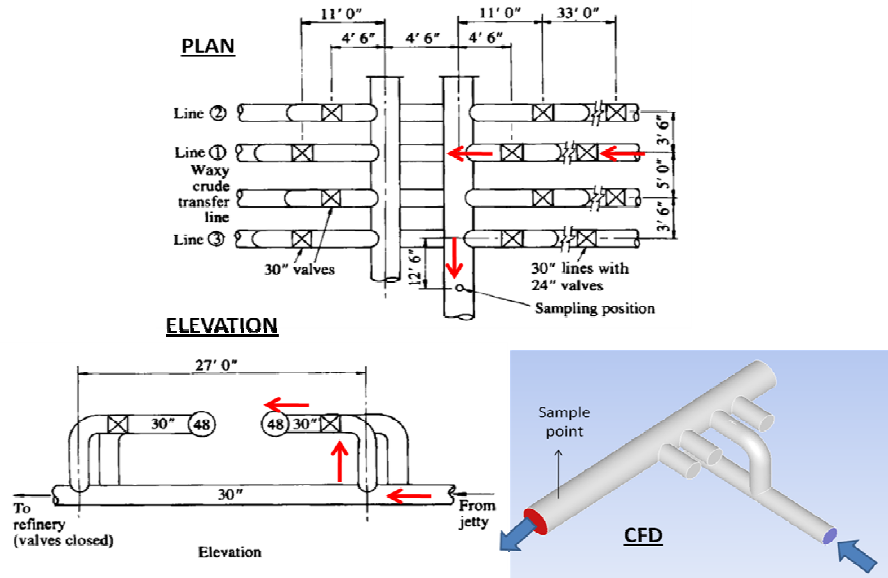 PLAN
11′ 0″
11′ 0″
33′ 0″
4′ 6″
4′ 6″
4′ 6″
Line ②
Line ①
Waxy
crude
transfer
line
Line ③
3′ 6″
5′ 0″
3′ 6″
12′ 6″
30″ valves
30″ lines with
24″ valves
Sampling position
ELEVATION
27′ 0″
30″
48
48
30″
30″
To
refinery
(valves closed)
From
jetty
Elevation
Sample
point
CFD